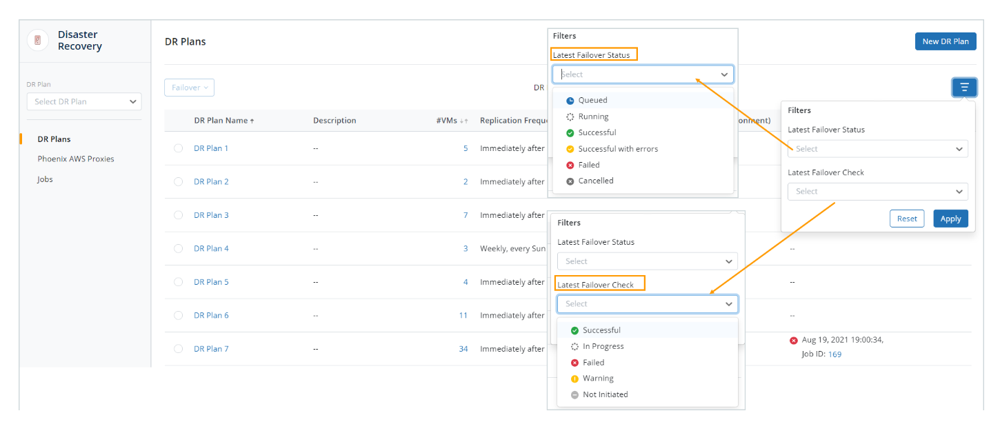 Disaster
Recovery
DR Plan
Select DR Plan
DR Plans
Phoenix AWS Proxies
Jobs
DR Plans
New DR Plan
Failover
DR
DR Plan Name Description #VMs Replication Frequ onment)
DR Plan 1 -- 5 Immediately after
DR Plan 2 -- 2 Immediately after
DR Plan 3 -- 7 Immediately after
DR Plan 4 -- 3 Weekly, every Sun --
DR Plan 5 -- 4 Immediately after --
DR Plan 6 -- 11 Immediately after --
DR Plan 7 -- 34 Immediately after Aug 19, 2021 19:00:34,
Job ID: 169
Filters
Latest Failover Status
Select
Queued
Running
Successful
Successful with errors
Failed
Cancelled
Filters
Latest Failover Status
Select
Latest Failover Check
Select
Reset Apply
Filters
Latest Failover Status
Select
Latest Failover Check
Select
Successful
In Progress
Failed
Warning
Not Initiated